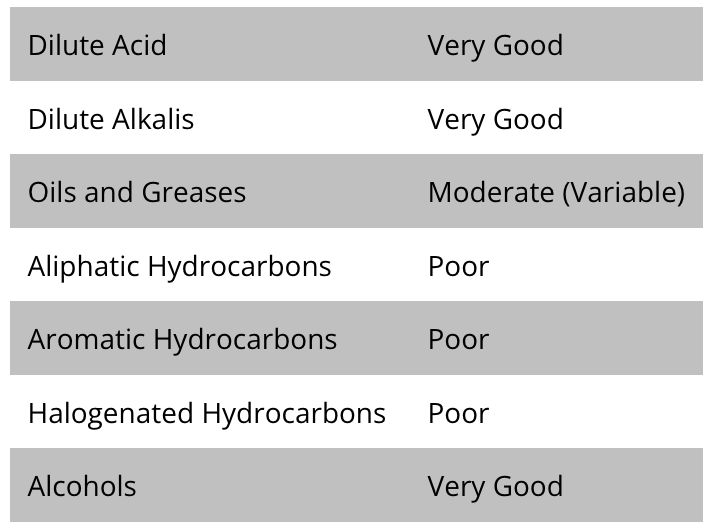 Dilute Acid Very Good
Dilute Alkalis Very Good
Oils and Greases Moderate (Variable)
Aliphatic Hydrocarbons Poor
Aromatic Hydrocarbons Poor
Halogenated Hydrocarbons Poor
Alcohols Very Good